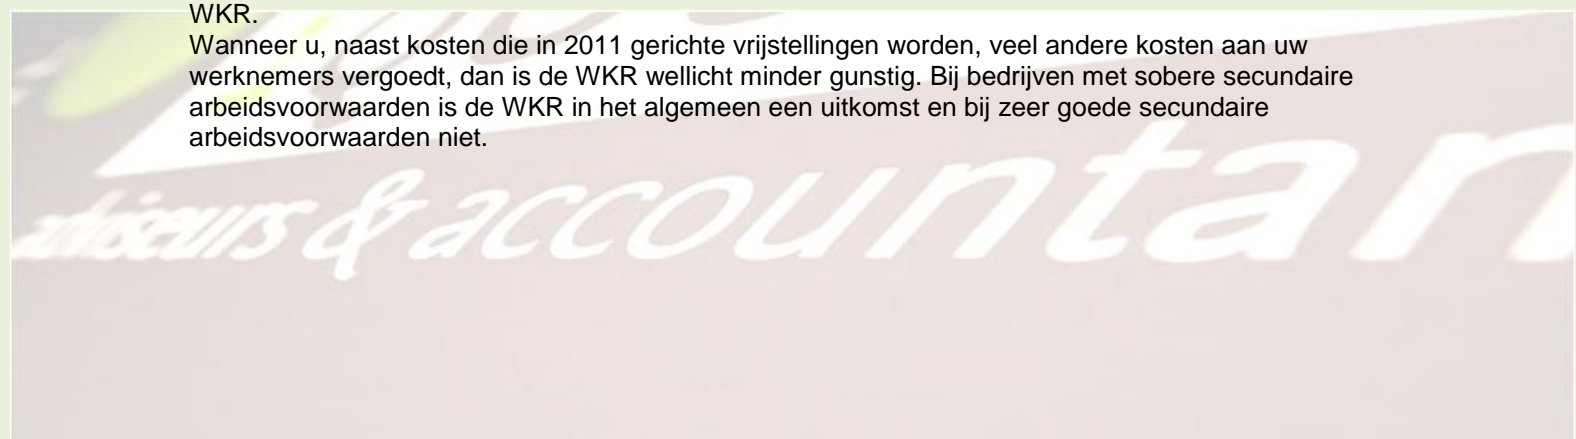 WKR.
Wanneer u, naast kosten die in 2011 gerichte vrijstellingen worden, veel andere kosten aan uw
werknemers vergoedt, dan is de WKR wellicht minder gunstig. Bij bedrijven met sobere secundaire
arbeidsvoorwaarden is de WKR in het algemeen een uitkomst en bij zeer goede secundaire
arbeidsvoorwaarden niet.
adviseurs & accountan